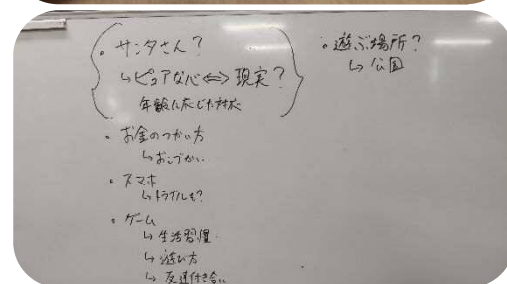 ・サンタさん?
↳ピュアな心⇔現実?
年齢に応じた対応
・お金のつかい方
↳おこづかい
・スマホ
↳トラブルも?
・ゲーム
↳生活習慣
↳遊び方
↳友達付き合い
・遊ぶ場所?
↳公園